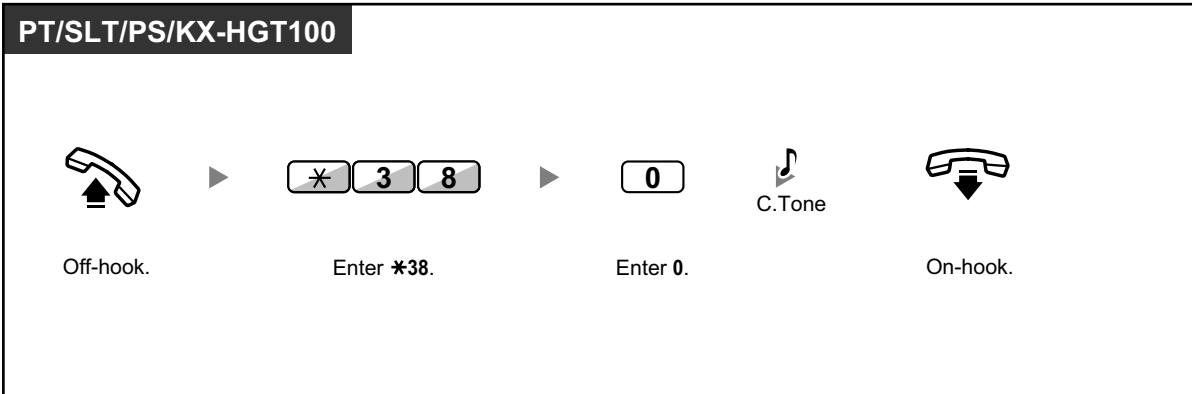 PT/SLT/PS/KX-HGT100
✳ 3 8
0
C.Tone
Off-hook.
Enter ✳38.
Enter 0.
On-hook.